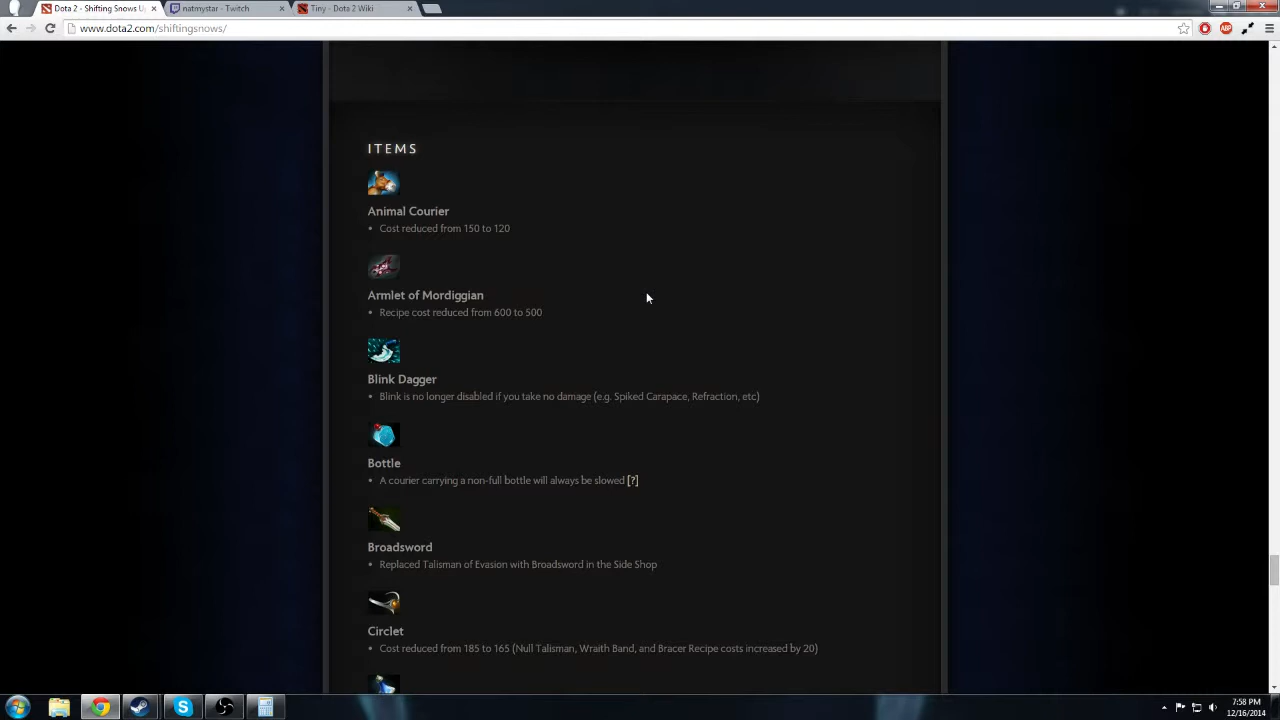 Dota 2 - Shifting Snows U
natmystar - Twitch
Tiny - Dota 2 Wiki
www.dota2.com/shiftingsnows/
ABP
ITEMS
Animal Courier
• Cost reduced from 150 to 120
Armlet of Mordiggian
• Recipe cost reduced from 600 to 500
Blink Dagger
• Blink is no longer disabled if you take no damage (e.g. Spiked Carapace, Refraction, etc)
Bottle
• A courier carrying a non-full bottle will always be slowed [?]
Broadsword
• Replaced Talisman of Evasion with Broadsword in the Side Shop
Circlet
• Cost reduced from 185 to 165 (Null Talisman, Wraith Band, and Bracer Recipe costs increased by 20)
7:58 PM
12/16/2014